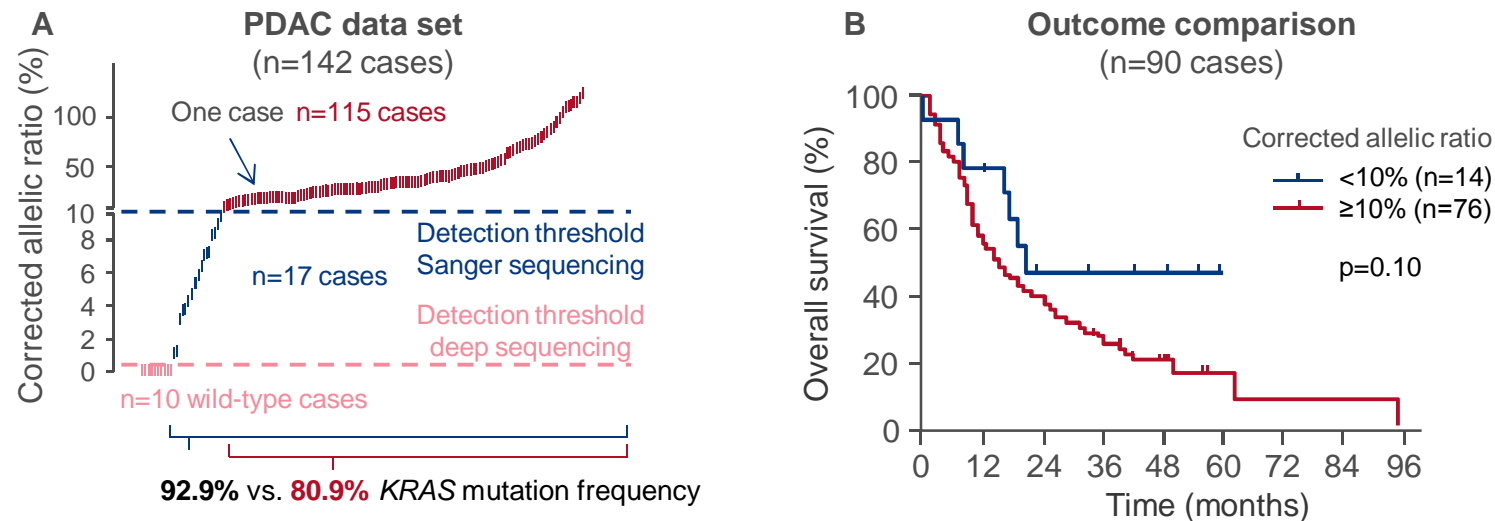 A
PDAC data set
(n=142 cases)
Corrected allelic ratio (%)
100
50
10
10
8
6
4
2
0
One case
n=115 cases
Detection threshold
Sanger sequencing
n=17 cases
Detection threshold
deep sequencing
n=10 wild-type cases
92.9% vs. 80.9% KRAS mutation frequency
B
Outcome comparison
(n=90 cases)
Overall survival (%)
100
80
60
40
20
0
Corrected allelic ratio
<10% (n=14)
≥10% (n=76)
p=0.10
0 12 24 36 48 60 72 84 96
Time (months)